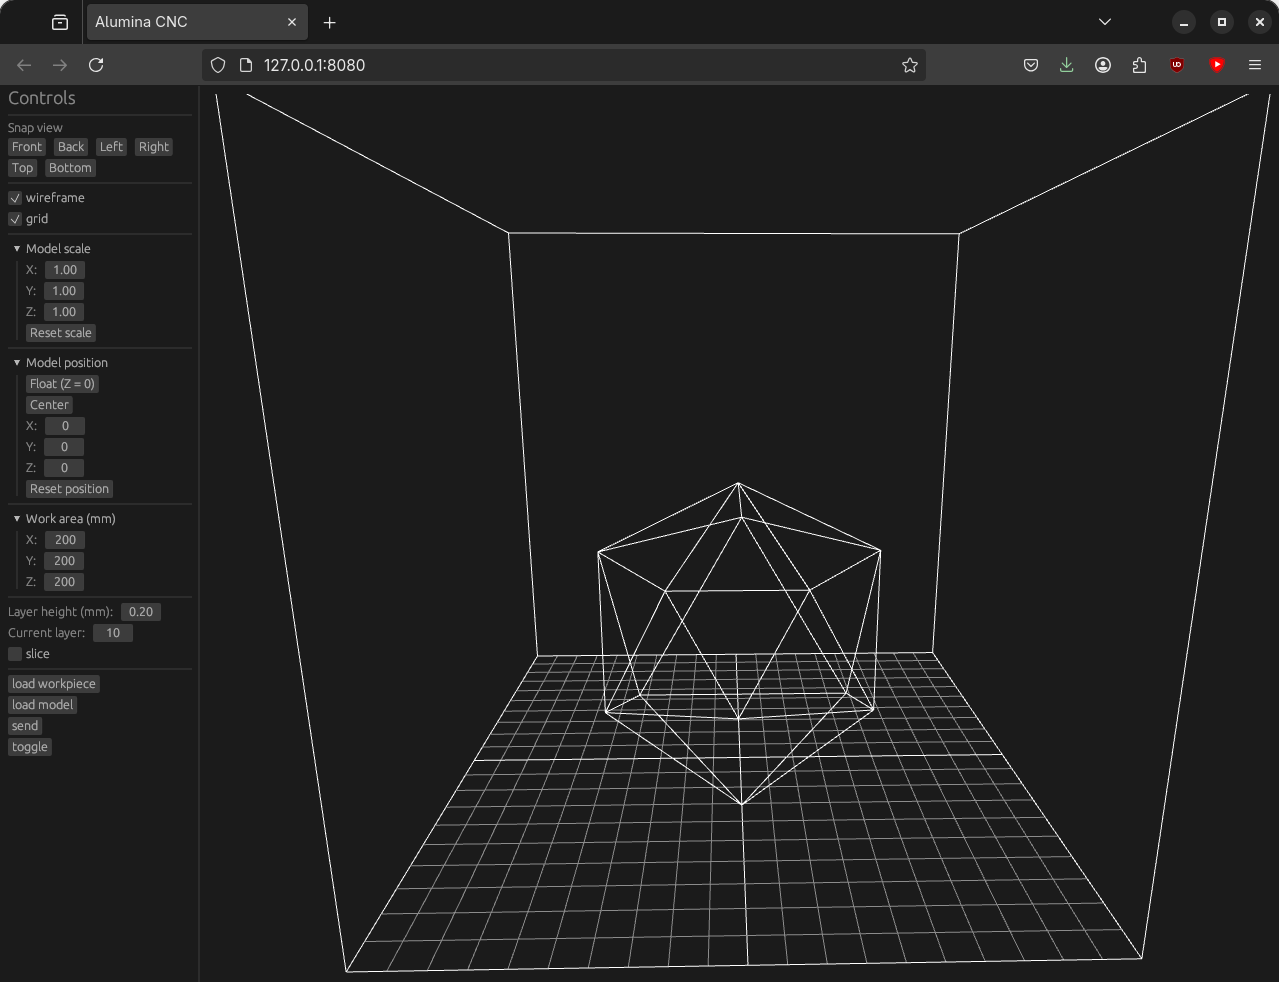 Alumina CNC
127.0.0.1:8080
Controls
Snap view
Front Back Left Right
Top Bottom
wireframe
grid
Model scale
X: 1.00
Y: 1.00
Z: 1.00
Reset scale
Model position
Float (Z = 0)
Center
X: 0
Y: 0
Z: 0
Reset position
Work area (mm)
X: 200
Y: 200
Z: 200
Layer height (mm): 0.20
Current layer: 10
slice
load workpiece
load model
send
toggle